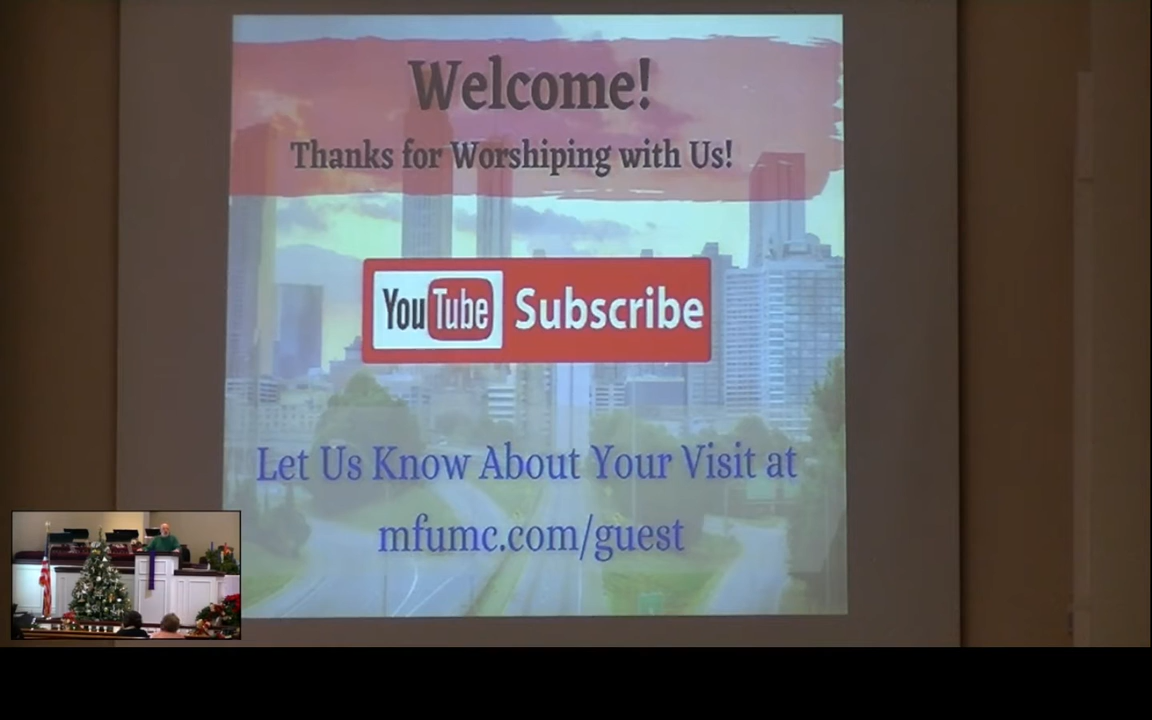 Welcome!
Thanks for Worshiping with Us!
YouTube Subscribe
Let Us Know About Your Visit at
mfumc.com/guest